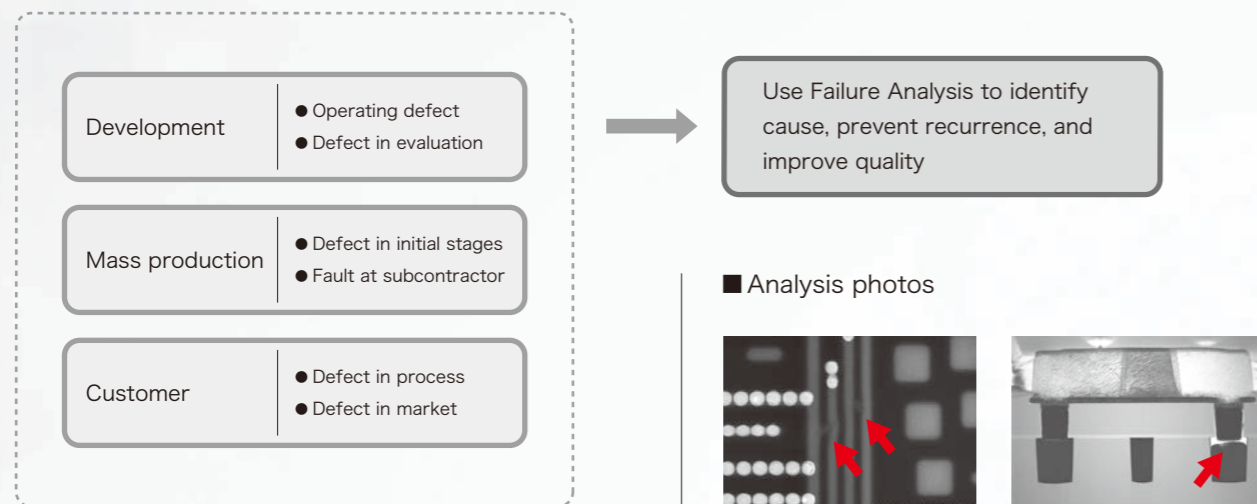 Development
● Operating defect
● Defect in evaluation
Mass production
● Defect in initial stages
● Fault at subcontractor
Customer
● Defect in process
● Defect in market
Use Failure Analysis to identify
cause, prevent recurrence, and
improve quality
■ Analysis photos